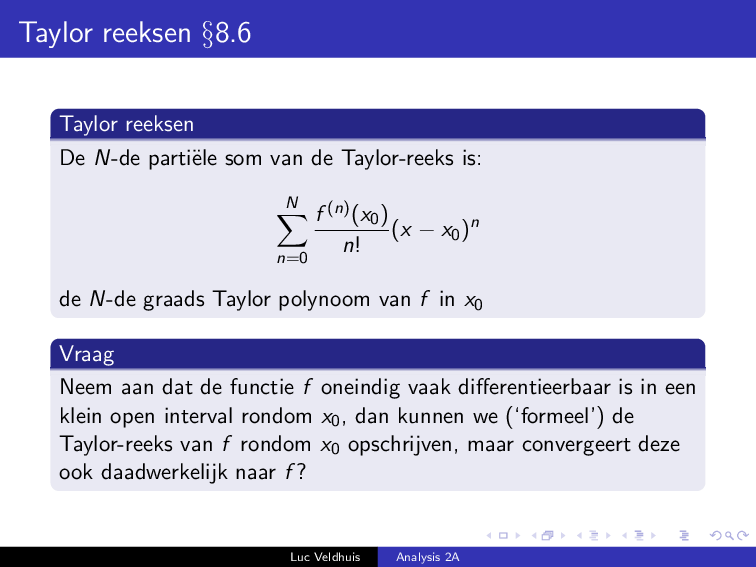 Taylor reeksen §8.6
Taylor reeksen
De N-de partiële som van de Taylor-reeks is:
\sum_{n=0}^{N} \frac{f^{(n)}(x_0)}{n!}(x − x_0)^n
de N-de graads Taylor polynoom van f in x_0
Vraag
Neem aan dat de functie f oneindig vaak differentieerbaar is in een
klein open interval rondom x_0, dan kunnen we (‘formeel’) de
Taylor-reeks van f rondom x_0 opschrijven, maar convergeert deze
ook daadwerkelijk naar f?
Luc Veldhuis Analysis 2A